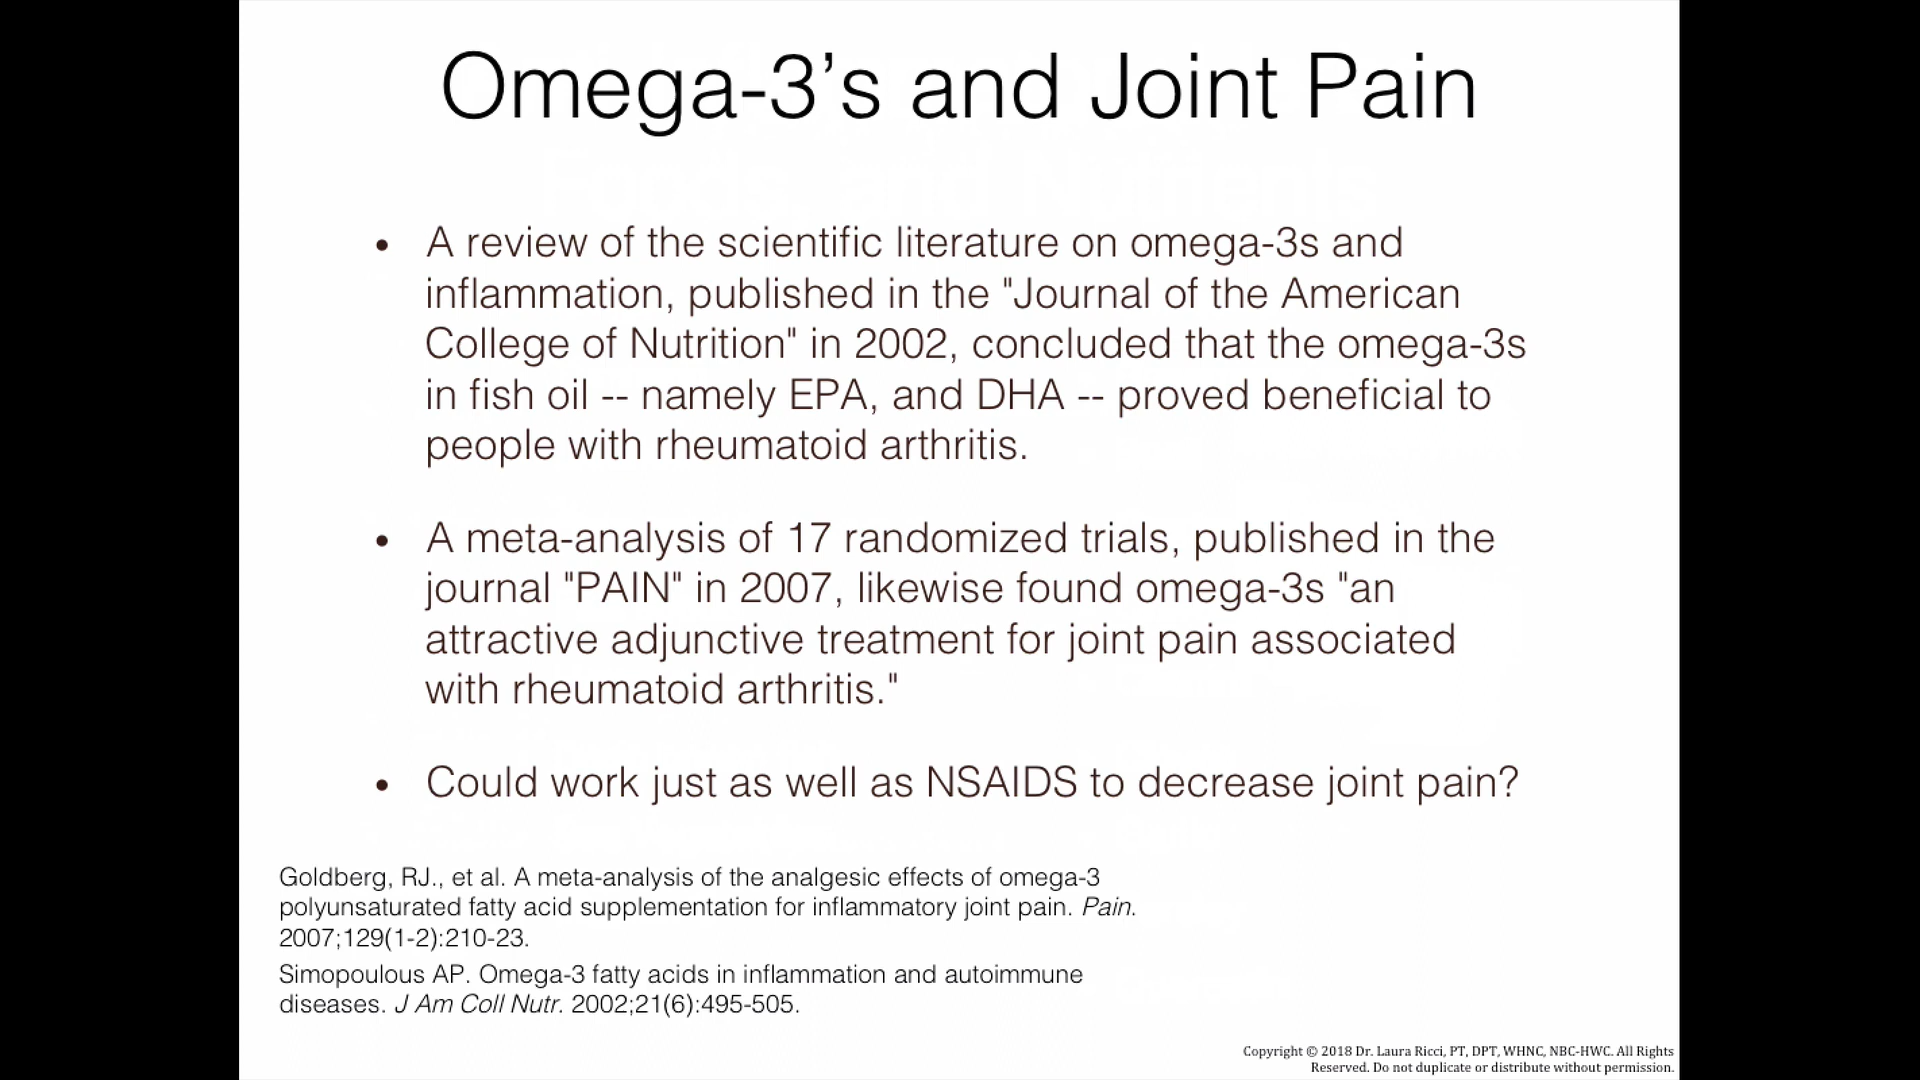 Omega-3’s and Joint Pain
• A review of the scientific literature on omega-3s and
inflammation, published in the "Journal of the American
College of Nutrition" in 2002, concluded that the omega-3s
in fish oil -- namely EPA, and DHA -- proved beneficial to
people with rheumatoid arthritis.
• A meta-analysis of 17 randomized trials, published in the
journal "PAIN" in 2007, likewise found omega-3s "an
attractive adjunctive treatment for joint pain associated
with rheumatoid arthritis."
• Could work just as well as NSAIDS to decrease joint pain?
Goldberg, RJ., et al. A meta-analysis of the analgesic effects of omega-3
polyunsaturated fatty acid supplementation for inflammatory joint pain. Pain.
2007;129(1-2):210-23.
Simopoulous AP. Omega-3 fatty acids in inflammation and autoimmune
diseases. J Am Coll Nutr. 2002;21(6):495-505.
Copyright © 2018 Dr. Laura Ricci, PT, DPT, WHNC, NBC-HWC. All Rights
Reserved. Do not duplicate or distribute without permission.